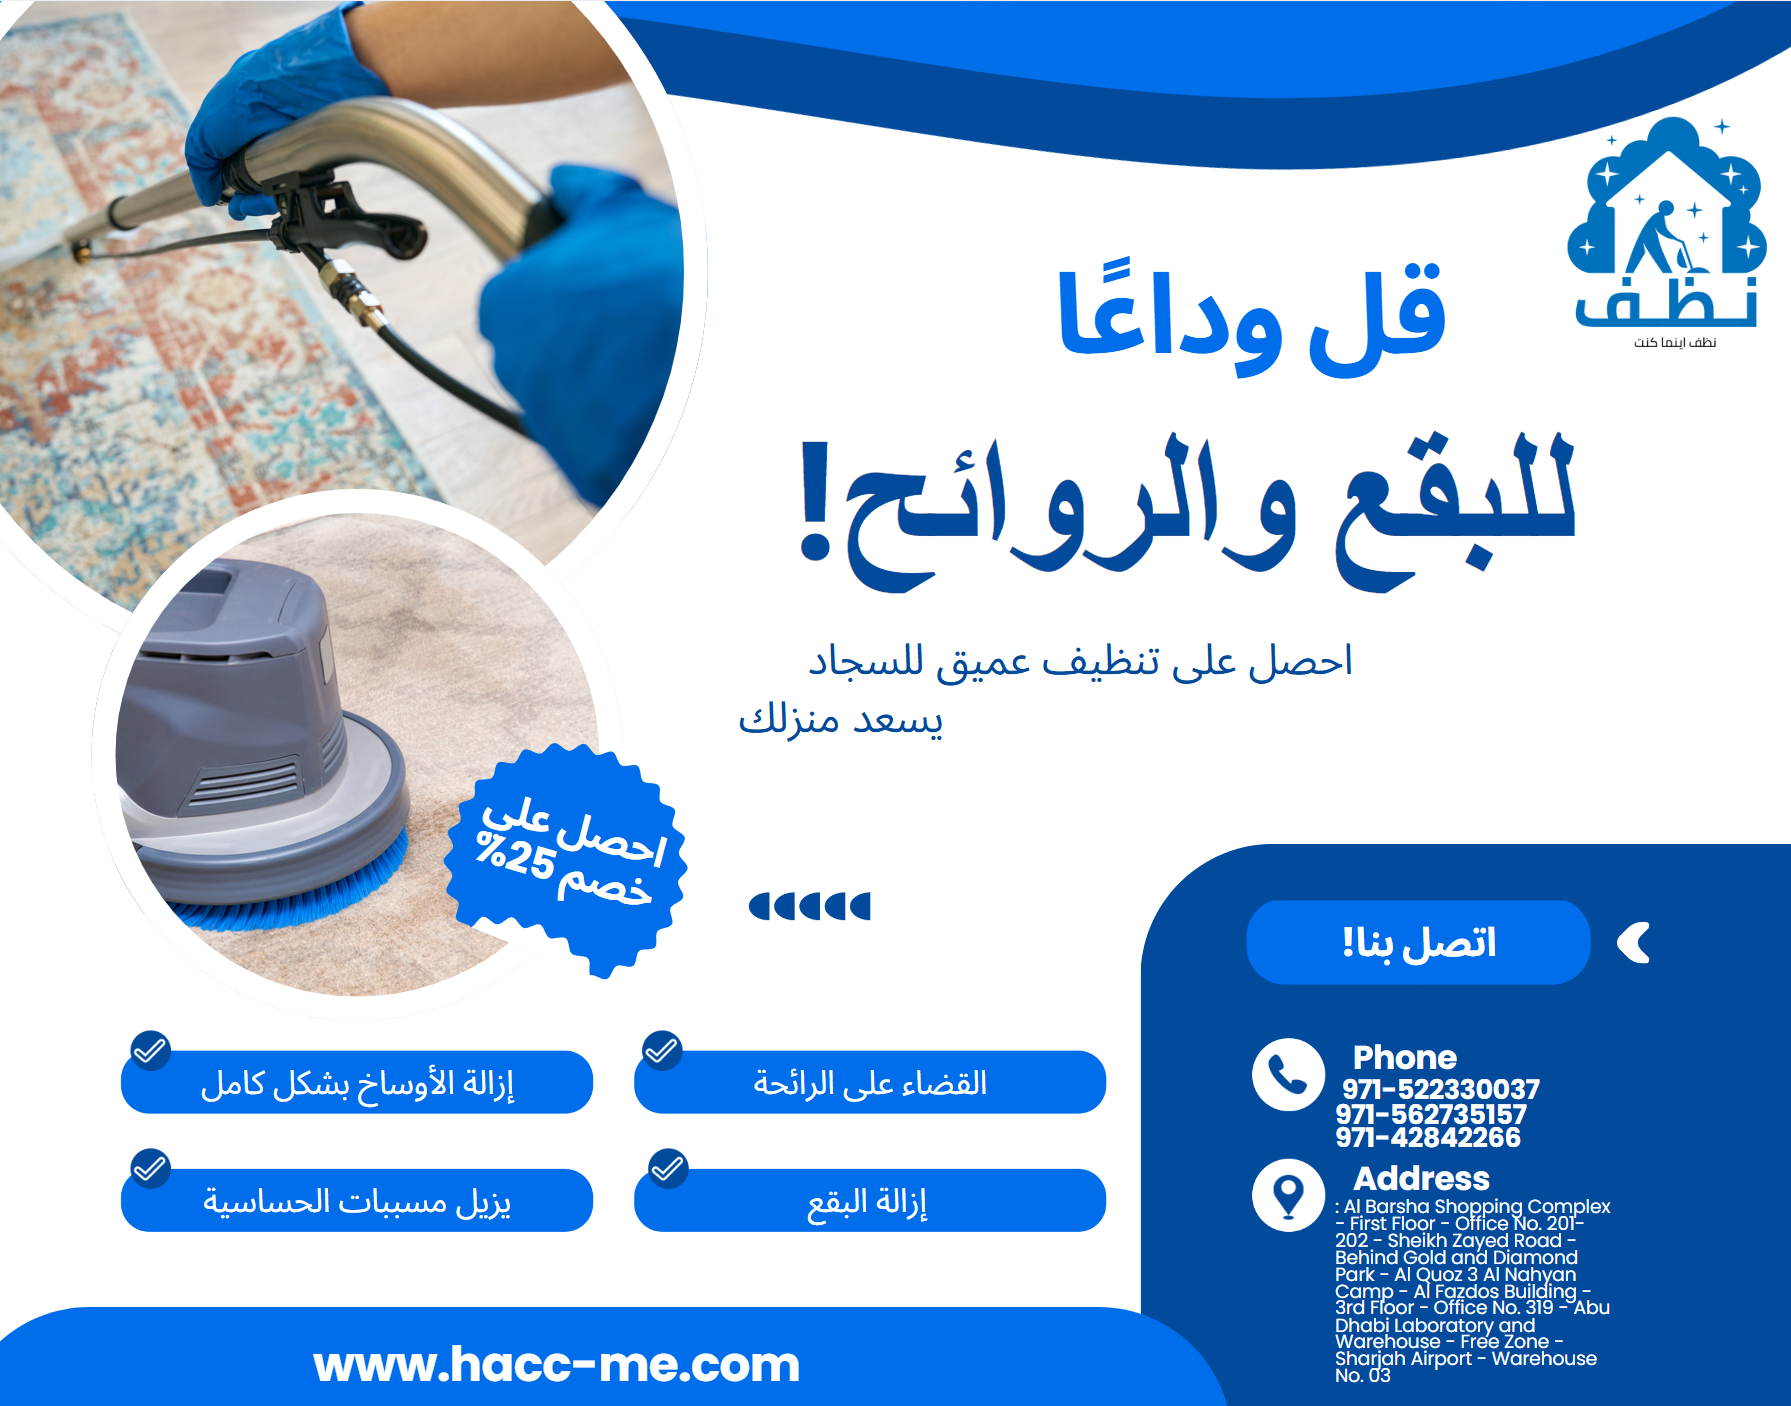 نظف
نظف اينما كنت
قل وداعًا
للبقع والروائح!
احصل على تنظيف عميق للسجاد
يسعد منزلك
احصل على
خصم 25%
إزالة الأوساخ بشكل كامل
القضاء على الرائحة
يزيل مسببات الحساسية
إزالة البقع
اتصل بنا!
Phone
971-522330037
971-562735157
971-42842266
Address
: Al Barsha Shopping Complex
- First Floor - Office No. 201-
202 - Sheikh Zayed Road -
Behind Gold and Diamond
Park - Al Quoz 3 Al Nahyan
Camp - Al Fazdos Building -
3rd Floor - Office No. 319 - Abu
Dhabi Laboratory and
Warehouse - Free Zone -
Sharjah Airport - Warehouse
No. 03
www.hacc-me.com